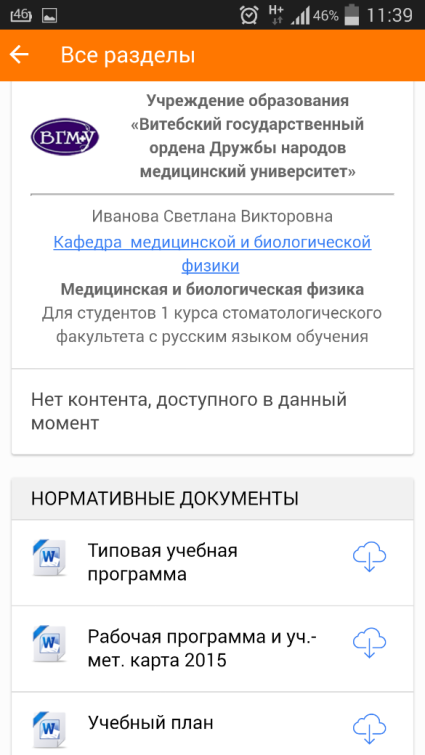 46 H+ 46% 11:39
Все разделы
Учреждение образования
«Витебский государственный
ордена Дружбы народов
медицинский университет»
ВГМУ
Иванова Светлана Викторовна
Кафедра медицинской и биологической
физики
Медицинская и биологическая физика
Для студентов 1 курса стоматологического
факультета с русским языком обучения
Нет контента, доступного в данный
момент
НОРМАТИВНЫЕ ДОКУМЕНТЫ
W
Типовая учебная
программа
W
Рабочая программа и уч.-
мет. карта 2015
W
Учебный план